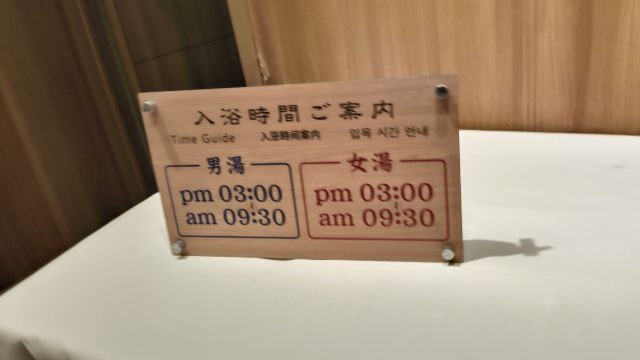 入浴時間ご案内
Time Guide 入浴時间案内 입욕 시간 안내
男湯
pm 03:00
~
am 09:30
女湯
pm 03:00
~
am 09:30